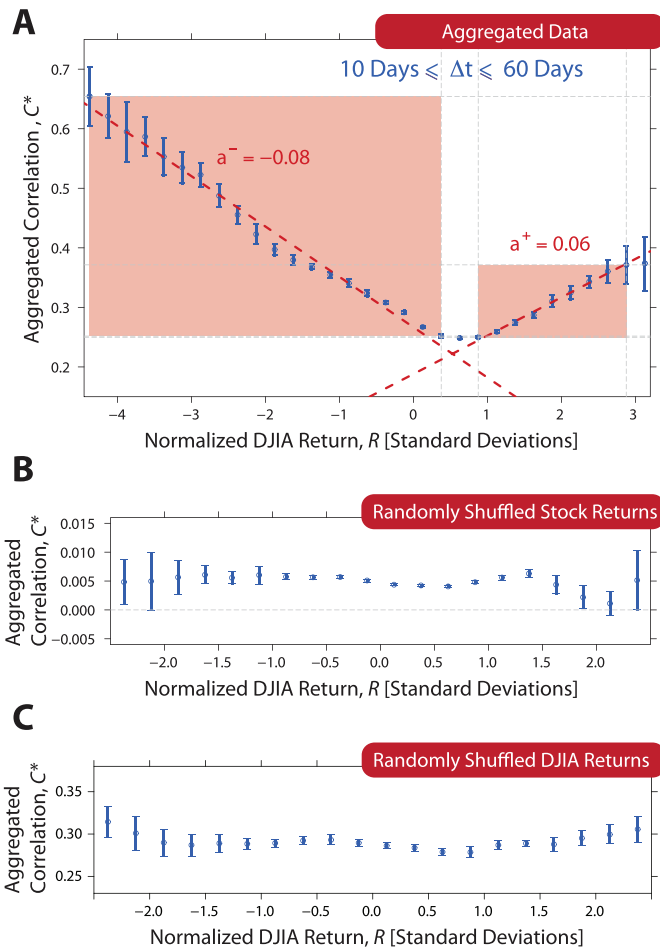 A
Aggregated Data
10 Days ⩽ Δt ⩽ 60 Days
Aggregated Correlation , C*
0.7
0.6
0.5
0.4
0.3
0.2
a⁻ = −0.08
a⁺ = 0.06
−4 −3 −2 −1 0 1 2 3
Normalized DJIA Return, R [Standard Deviations]
B
Randomly Shuffled Stock Returns
Aggregated
Correlation, C*
0.015
0.010
0.005
0.000
−0.005
−2.0 −1.5 −1.0 −0.5 0.0 0.5 1.0 1.5 2.0
Normalized DJIA Return, R [Standard Deviations]
C
Randomly Shuffled DJIA Returns
Aggregated
Correlation, C*
0.35
0.30
0.25
−2.0 −1.5 −1.0 −0.5 0.0 0.5 1.0 1.5 2.0
Normalized DJIA Return, R [Standard Deviations]